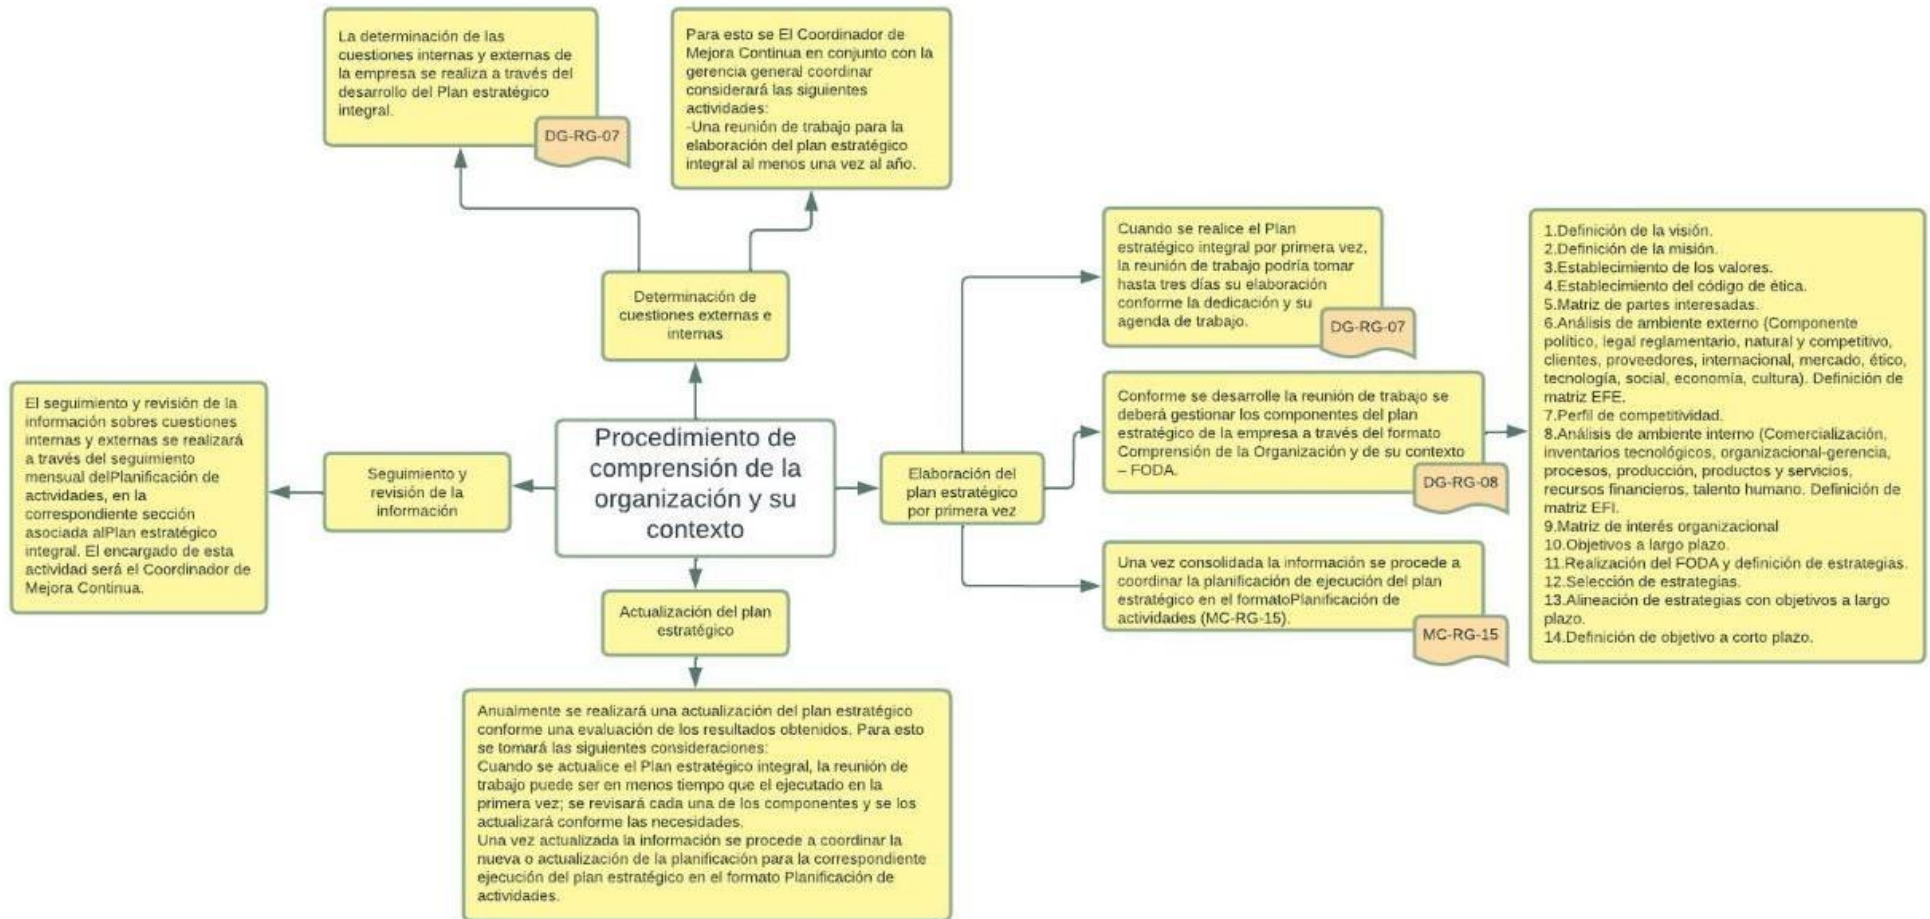 La determinación de las
cuestiones internas y externas de
la empresa se realiza a través del
desarrollo del Plan estratégico
integral.
DG-RG-07
Para esto se El Coordinador de
Mejora Continua en conjunto con la
gerencia general coordinar
considerará las siguientes
actividades:
-Una reunión de trabajo para la
elaboración del plan estratégico
integral al menos una vez al año.
Determinación de
cuestiones externas e
internas
El seguimiento y revisión de la
información sobres cuestiones
internas y externas se realizará
a través del seguimiento
mensual delPlanificación de
actividades, en la
correspondiente sección
asociada alPlan estratégico
integral. El encargado de esta
actividad será el Coordinador de
Mejora Continua.
Seguimiento y
revisión de la
información
Procedimiento de
comprensión de la
organización y su
contexto
Elaboración del
plan estratégico
por primera vez
Cuando se realice el Plan
estratégico integral por primera vez,
la reunión de trabajo podría tomar
hasta tres días su elaboración
conforme la dedicación y su
agenda de trabajo.
DG-RG-07
Conforme se desarrolle la reunión de trabajo se
deberá gestionar los componentes del plan
estratégico de la empresa a través del formato
Comprensión de la Organización y de su contexto
– FODA.
DG-RG-08
Una vez consolidada la información se procede a
coordinar la planificación de ejecución del plan
estratégico en el formatoPlanificación de
actividades (MC-RG-15).
MC-RG-15
1.Definición de la visión.
2.Definición de la misión.
3.Establecimiento de los valores.
4.Establecimiento del código de ética.
5.Matriz de partes interesadas.
6.Análisis de ambiente externo (Componente
político, legal reglamentario, natural y competitivo,
clientes, proveedores, internacional, mercado, ético,
tecnología, social, economía, cultura). Definición de
matriz EFE.
7.Perfil de competitividad.
8.Análisis de ambiente interno (Comercialización,
inventarios tecnológicos, organizacional-gerencia,
procesos, producción, productos y servicios,
recursos financieros, talento humano. Definición de
matriz EFI.
9.Matriz de interés organizacional
10.Objetivos a largo plazo.
11.Realización del FODA y definición de estrategias.
12.Selección de estrategias.
13.Alineación de estrategias con objetivos a largo
plazo.
14.Definición de objetivo a corto plazo.
Actualización del plan
estratégico
Anualmente se realizará una actualización del plan estratégico
conforme una evaluación de los resultados obtenidos. Para esto
se tomará las siguientes consideraciones:
Cuando se actualice el Plan estratégico integral, la reunión de
trabajo puede ser en menos tiempo que el ejecutado en la
primera vez; se revisará cada una de los componentes y se los
actualizará conforme las necesidades.
Una vez actualizada la información se procede a coordinar la
nueva o actualización de la planificación para la correspondiente
ejecución del plan estratégico en el formato Planificación de
actividades.